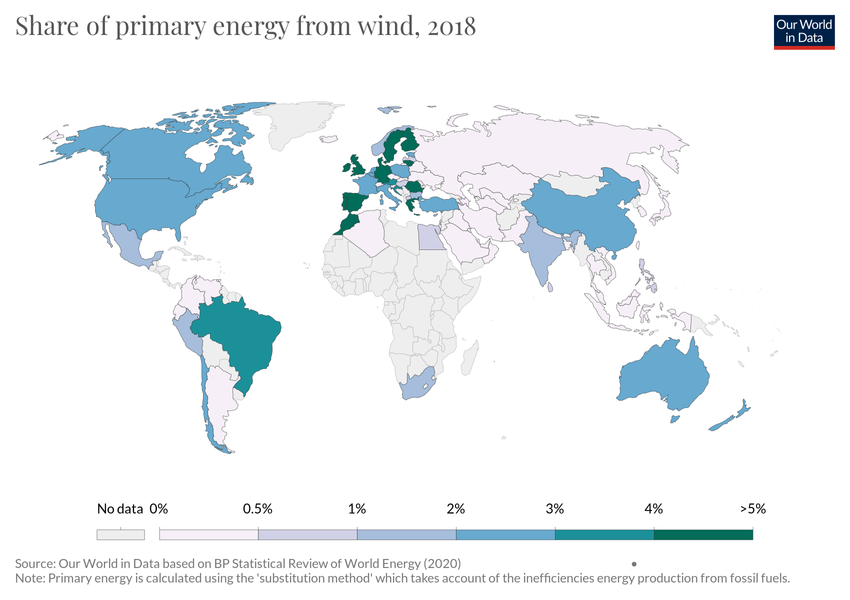 Share of primary energy from wind, 2018
Our World
in Data
No data 0% 0.5% 1% 2% 3% 4% >5%
Source: Our World in Data based on BP Statistical Review of World Energy (2020)
Note: Primary energy is calculated using the 'substitution method' which takes account of the inefficiencies energy production from fossil fuels.